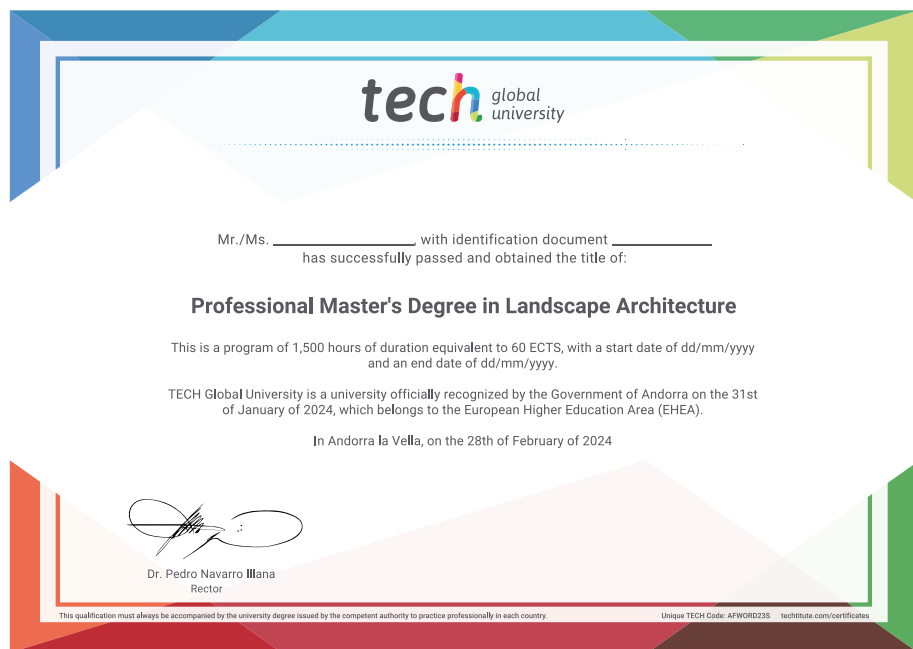 tech global university
Mr./Ms. ______________, with identification document __________
has successfully passed and obtained the title of:
Professional Master's Degree in Landscape Architecture
This is a program of 1,500 hours of duration equivalent to 60 ECTS, with a start date of dd/mm/yyyy
and an end date of dd/mm/yyyy.
TECH Global University is a university officially recognized by the Government of Andorra on the 31st
of January of 2024, which belongs to the European Higher Education Area (EHEA).
In Andorra la Vella, on the 28th of February of 2024
Dr. Pedro Navarro Illana
Rector
This qualification must always be accompanied by the university degree issued by the competent authority to practice professionally in each country.
Unique TECH Code: AFWORD23S techtitute.com/certificates